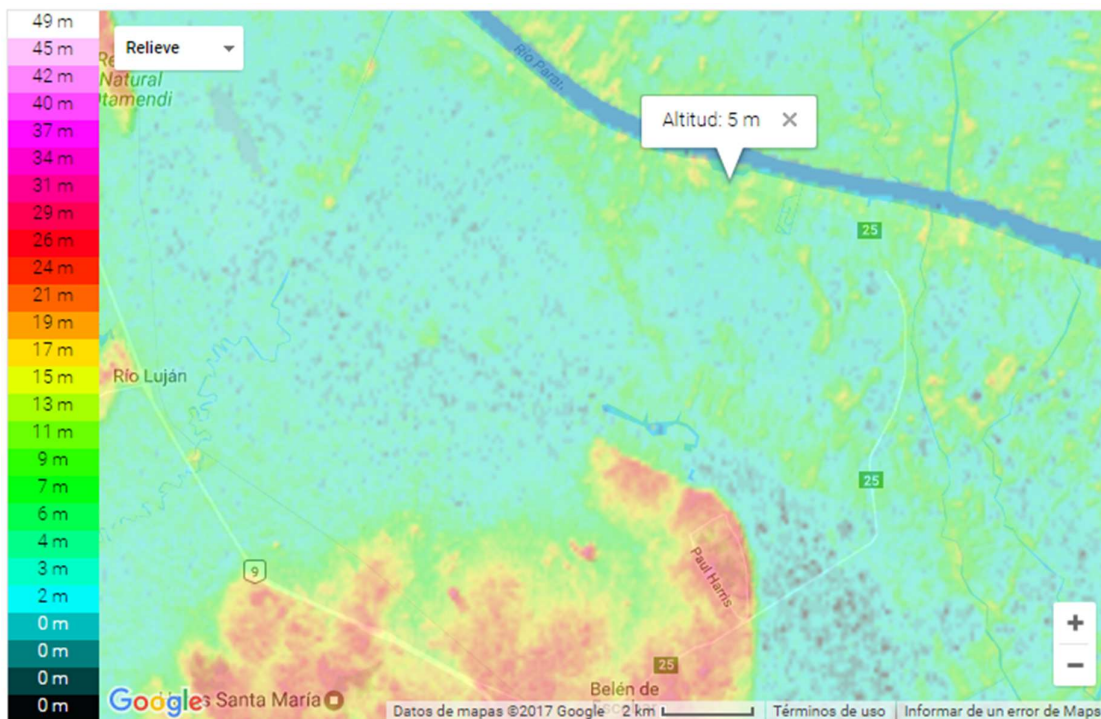 49 m
45 m
42 m
40 m
37 m
34 m
31 m
29 m
26 m
24 m
21 m
19 m
17 m
15 m
13 m
11 m
9 m
7 m
6 m
4 m
3 m
2 m
0 m
0 m
0 m
0 m
Relieve
Natural
Otamendi
Río Paraná
Altitud: 5 m ×
25
Río Luján
25
9
Paul Harris
25
Google
Santa María
Belén de
Escobar
Datos de mapas ©2017 Google
2 km
Términos de uso
Informar de un error de Maps
+
−